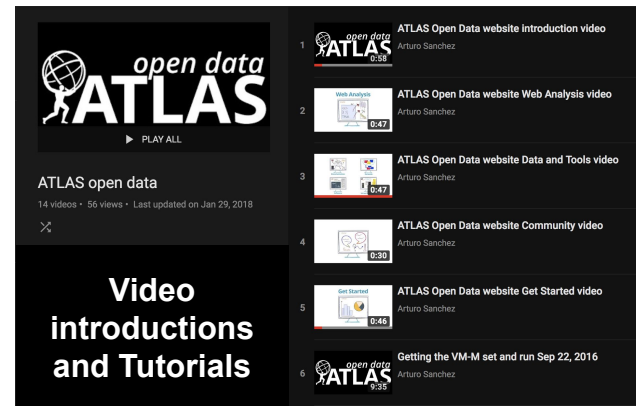 open data
ATLAS
PLAY ALL
ATLAS open data
14 videos • 56 views • Last updated on Jan 29, 2018
Video
introductions
and Tutorials
1
open data
ATLAS
0:58
ATLAS Open Data website introduction video
Arturo Sanchez
2
Web Analysis
0:47
ATLAS Open Data website Web Analysis video
Arturo Sanchez
3
0:47
ATLAS Open Data website Data and Tools video
Arturo Sanchez
4
0:30
ATLAS Open Data website Community video
Arturo Sanchez
5
Get Started
0:46
ATLAS Open Data website Get Started video
Arturo Sanchez
6
open data
ATLAS
9:35
Getting the VM-M set and run Sep 22, 2016
Arturo Sanchez